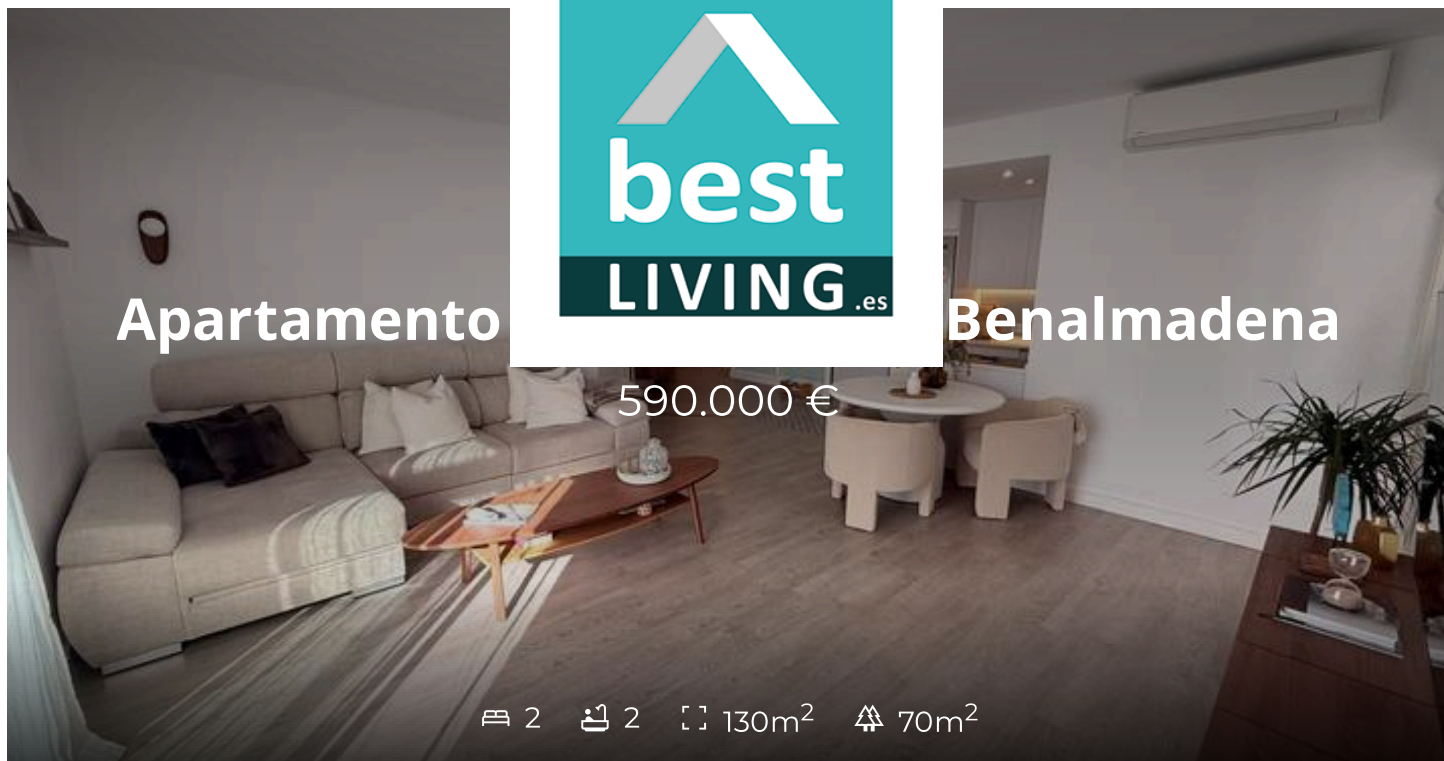 best
LIVING.es
Apartamento Benalmadena
590.000 €
2 2 130m² 70m²